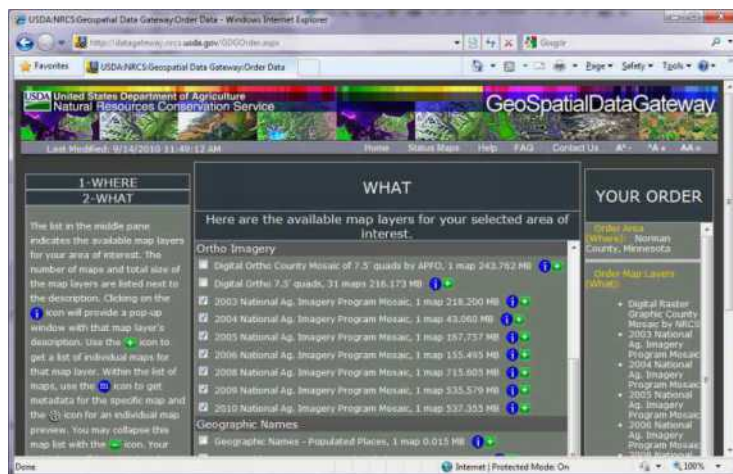 USDA:NRCS:Geospatial Data Gateway:Order Data - Windows Internet Explorer
http://datagateway.nrcs.usda.gov/GDGOrder.aspx
Google
Favorites USDA:NRCS:Geospatial Data Gateway:Order Data
Page Safety Tools
USDA United States Department of Agriculture
Natural Resources Conservation Service
GeoSpatialDataGateway
Last Modified: 9/14/2010 11:49:12 AM
Home Status Maps Help FAQ Contact Us A- A AA+
1-WHERE
2-WHAT
The list in the middle pane
indicates the available map layers
for your area of interest. The
number of maps and total size of
the map layers are listed next to
the description. Clicking on the
i icon will provide a pop-up
window with that map layer's
description. Use the + icon to
get a list of individual maps for
that map layer. Within the list of
maps, use the m icon to get
metadata for the specific map and
the icon for an individual map
preview. You may collapse this
map list with the - icon. Your
WHAT
Here are the available map layers for your selected area of
interest.
Ortho Imagery
Digital Ortho County Mosaic of 7.5' quads by APFO, 1 map 243.762 MB
Digital Ortho 7.5' quads, 31 maps 216.173 MB
2003 National Ag. Imagery Program Mosaic, 1 map 218.200 MB
2004 National Ag. Imagery Program Mosaic, 1 map 43.060 MB
2005 National Ag. Imagery Program Mosaic, 1 map 167.757 MB
2006 National Ag. Imagery Program Mosaic, 1 map 155.495 MB
2008 National Ag. Imagery Program Mosaic, 1 map 715.605 MB
2009 National Ag. Imagery Program Mosaic, 1 map 535.579 MB
2010 National Ag. Imagery Program Mosaic, 1 map 537.355 MB
Geographic Names
Geographic Names - Populated Places, 1 map 0.015 MB
YOUR ORDER
Order Area
(Where): Norman
County, Minnesota
Order Map Layers
(What):
Digital Raster
Graphic County
Mosaic by NRCS
2003 National
Ag. Imagery
Program Mosaic
2004 National
Ag. Imagery
Program Mosaic
2005 National
Ag. Imagery
Program Mosaic
2006 National
Ag. Imagery
Program Mosaic
2008 National
Done
Internet | Protected Mode: On
100%